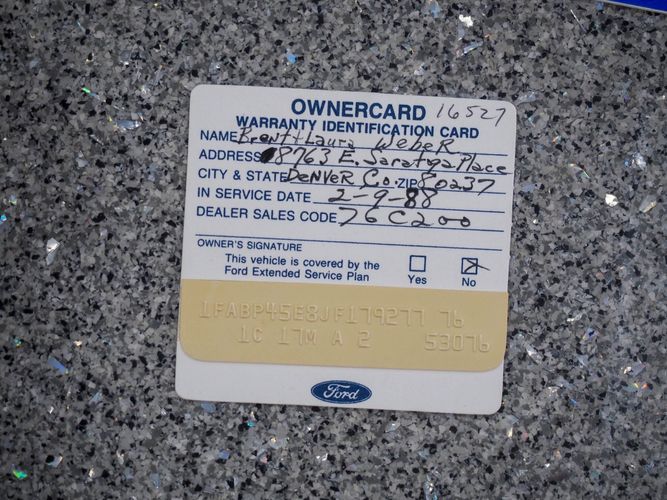 OWNERCARD 16527
WARRANTY IDENTIFICATION CARD
NAME Brent + Laura Weber
ADDRESS 8763 E. Saratoga Place
CITY & STATE Denver Co. ZIP 80237
IN SERVICE DATE 2-9-88
DEALER SALES CODE 76C200
OWNER'S SIGNATURE
This vehicle is covered by the
Ford Extended Service Plan
Yes No
1FABP45E8JF179277 76
1C 17M A 2 53076
Ford